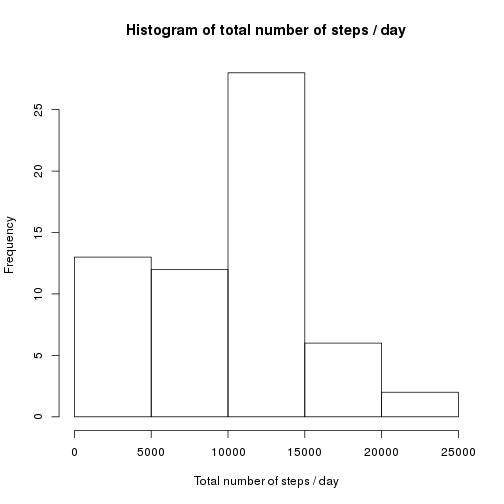 Histogram of total number of steps / day
Frequency
25
20
15
10
5
0
0 5000 10000 15000 20000 25000
Total number of steps / day